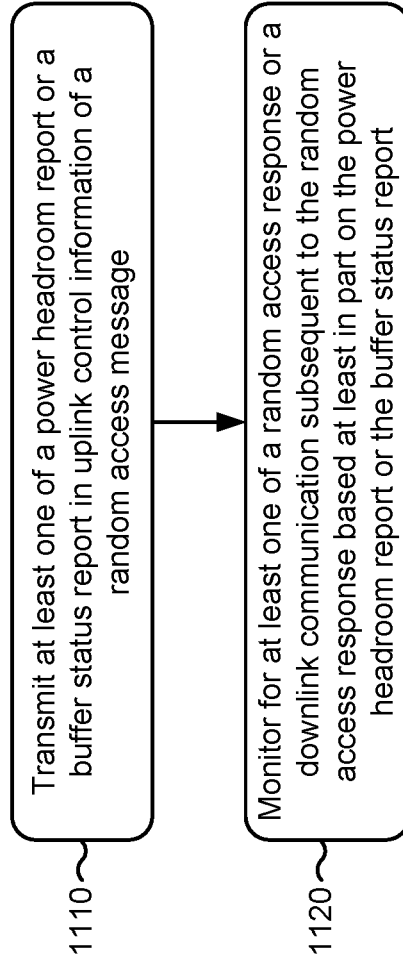 1110
Transmit at least one of a power headroom report or a
buffer status report in uplink control information of a
random access message
1120
Monitor for at least one of a random access response or a
downlink communication subsequent to the random
access response based at least in part on the power
headroom report or the buffer status report